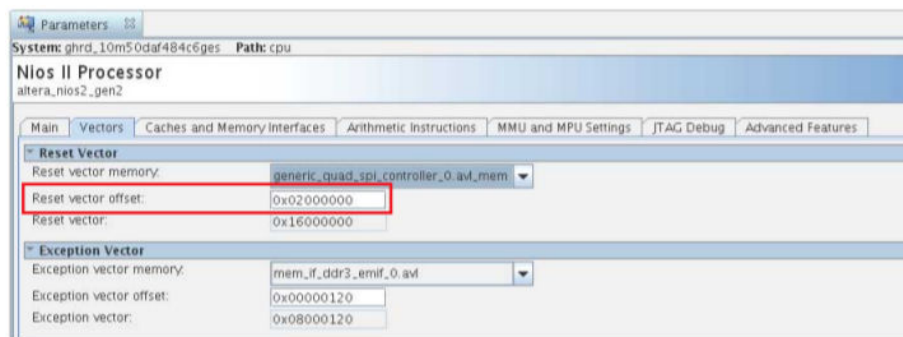 Parameters
System: ghrd_10m50daf484c6ges Path: cpu
Nios II Processor
altera_nios2_gen2
Main Vectors Caches and Memory Interfaces Arithmetic Instructions MMU and MPU Settings JTAG Debug Advanced Features
Reset Vector
Reset vector memory: generic_quad_spi_controller_0.avl_mem
Reset vector offset: 0x02000000
Reset vector: 0x16000000
Exception Vector
Exception vector memory: mem_if_ddr3_emif_0.avl
Exception vector offset: 0x00000120
Exception vector: 0x08000120